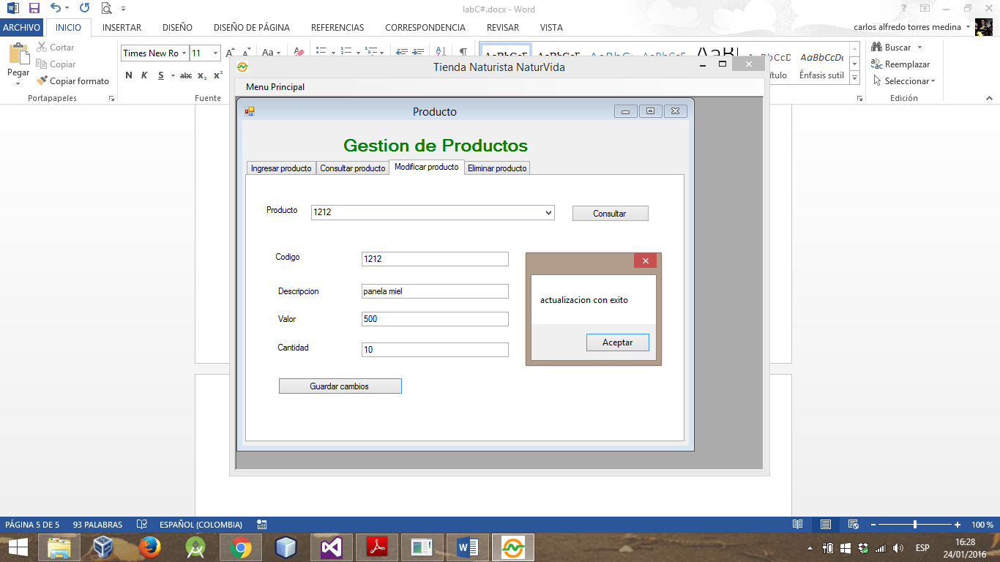 labC#.docx - Word
ARCHIVO INICIO INSERTAR DISEÑO DISEÑO DE PÁGINA REFERENCIAS CORRESPONDENCIA REVISAR VISTA
carlos alfredo torres medina
Pegar
Cortar
Copiar
Copiar formato
Portapapeles
Times New Ro 11
N K S abc x₂ x²
Fuente
AaBbCcDc
Énfasis sutil
Buscar
Reemplazar
Seleccionar
Edición
Tienda Naturista NaturVida
Menu Principal
Producto
Gestion de Productos
Ingresar producto Consultar producto Modificar producto Eliminar producto
Producto 1212 Consultar
Codigo 1212
Descripcion panela miel
Valor 500
Cantidad 10
Guardar cambios
actualizacion con exito
Aceptar
PÁGINA 5 DE 5 93 PALABRAS ESPAÑOL (COLOMBIA) 100 %
ESP
16:28
24/01/2016